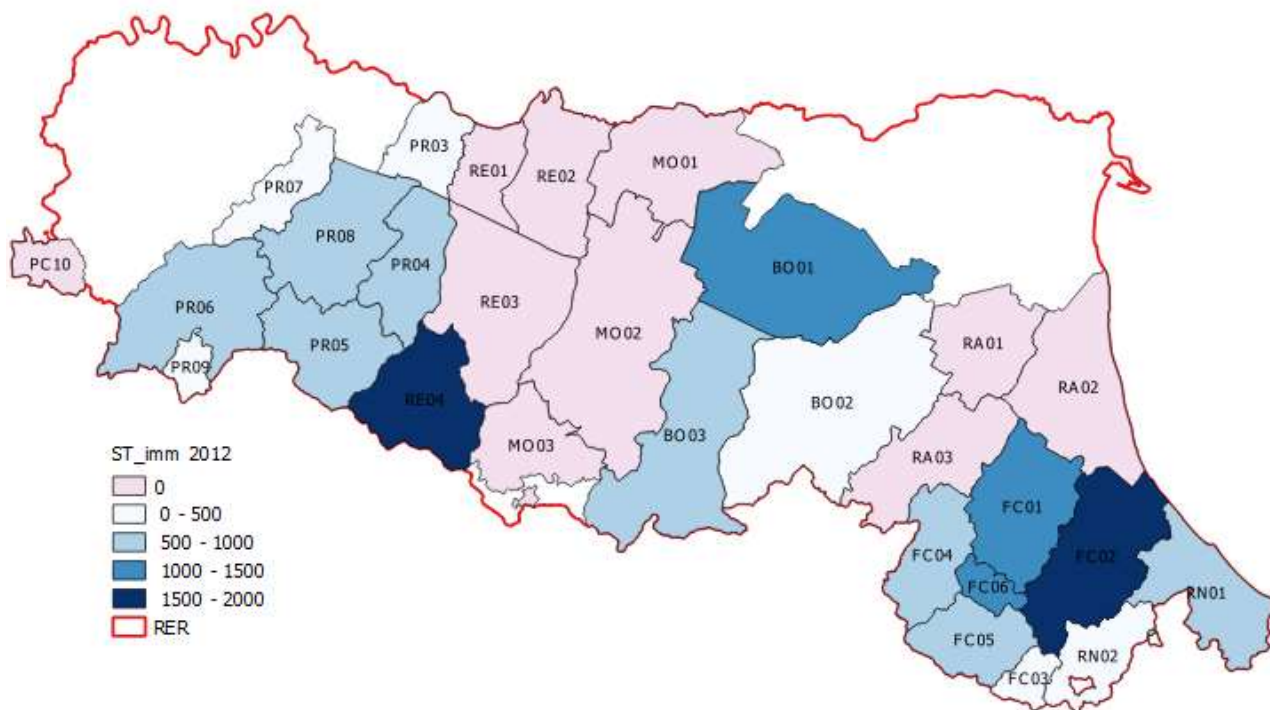 PR03
RE01
RE02
MO01
PR07
PR08
PR04
PC10
BO01
PR06
RE03
PR05
MO02
RA01
PR09
RA02
RE04
BO02
BO03
MO03
RA03
ST_imm 2012
0
0 - 500
500 - 1000
1000 - 1500
1500 - 2000
RER
FC01
FC04
FC02
FC06
RN01
FC05
RN02
FC03